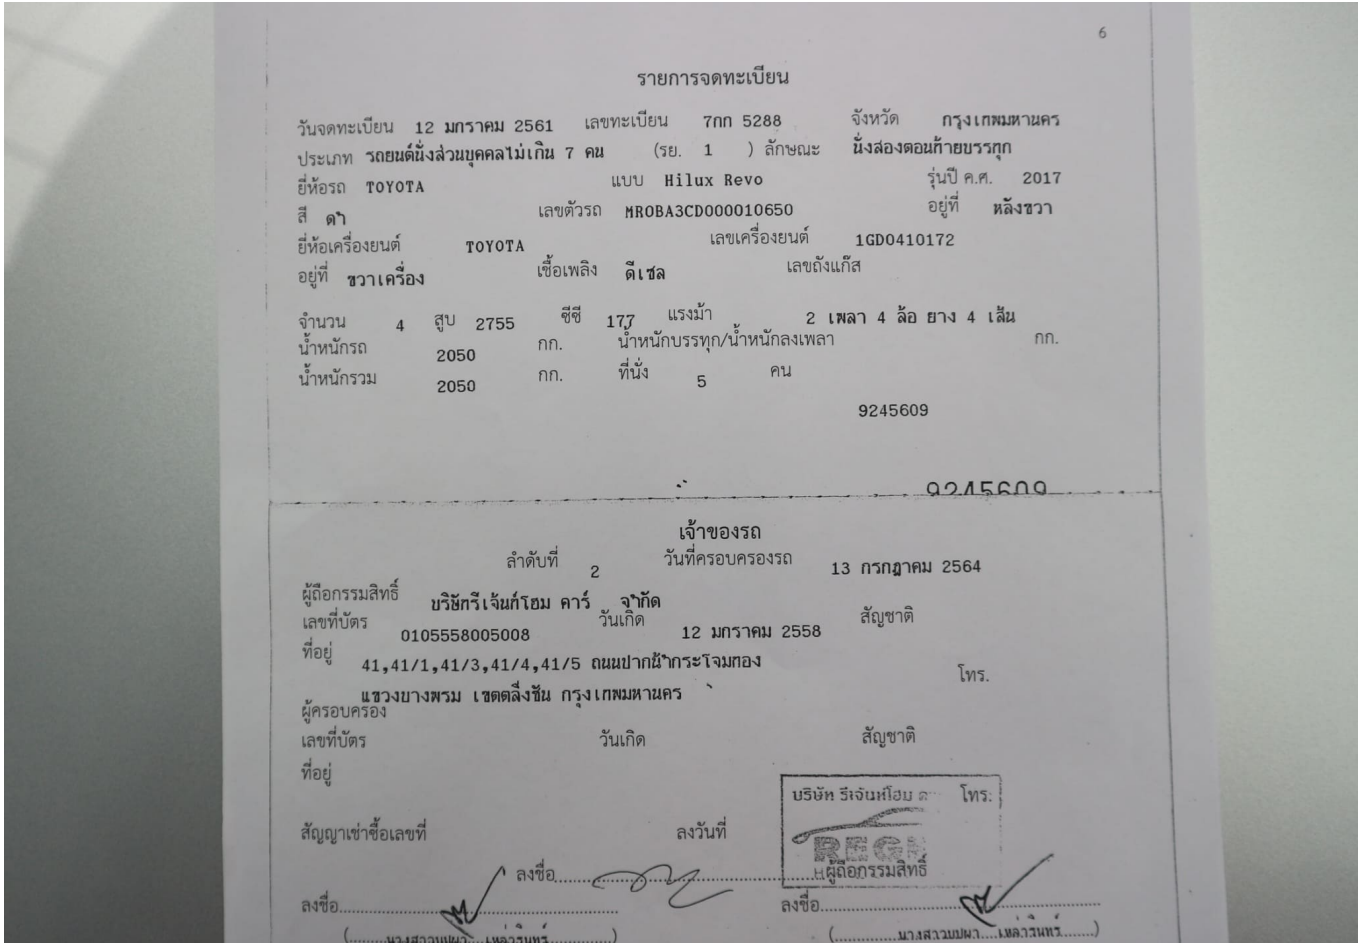 6
รายการจดทะเบียน
วันจดทะเบียน 12 มกราคม 2561 เลขทะเบียน 7กก 5288 จังหวัด กรุงเทพมหานคร
ประเภท รถยนต์นั่งส่วนบุคคลไม่เกิน 7 คน (รย. 1 ) ลักษณะ นั่งสองตอนท้ายบรรทุก
ยี่ห้อรถ TOYOTA แบบ Hilux Revo รุ่นปี ค.ศ. 2017
สี ดำ เลขตัวรถ MR0BA3CD000010650 อยู่ที่ หลังขวา
ยี่ห้อเครื่องยนต์ TOYOTA เลขเครื่องยนต์ 1GD0410172
อยู่ที่ ขวาเครื่อง เชื้อเพลิง ดีเซล เลขถังแก๊ส
จำนวน 4 สูบ 2755 ซีซี 177 แรงม้า 2 เพลา 4 ล้อ ยาง 4 เส้น
น้ำหนักรถ 2050 กก. น้ำหนักบรรทุก/น้ำหนักลงเพลา กก.
น้ำหนักรวม 2050 กก. ที่นั่ง 5 คน
9245609
9245609
เจ้าของรถ
ลำดับที่ 2 วันที่ครอบครองรถ 13 กรกฎาคม 2564
ผู้ถือกรรมสิทธิ์ บริษัทรีเจ้นท์โฮม คาร์ จำกัด
เลขที่บัตร 0105558005008 วันเกิด 12 มกราคม 2558 สัญชาติ
ที่อยู่ 41,41/1,41/3,41/4,41/5 ถนนปากน้ำกระโจมทอง
แขวงบางพรม เขตตลิ่งชัน กรุงเทพมหานคร โทร.
ผู้ครอบครอง
เลขที่บัตร วันเกิด สัญชาติ
ที่อยู่
บริษัท รีเจ้นท์โฮม โทร.
สัญญาเช่าซื้อเลขที่ ลงวันที่
REG
ลงชื่อ ผู้ถือกรรมสิทธิ์
ลงชื่อ ลงชื่อ